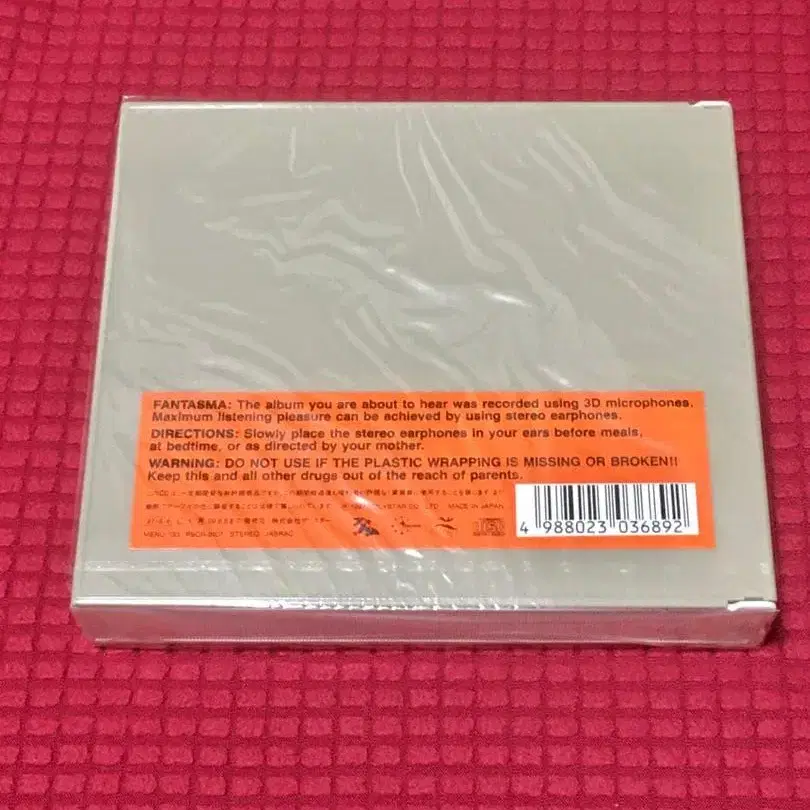 FANTASMA: The album you are about to hear was recorded using 3D microphones.
Maximum listening pleasure can be achieved by using stereo earphones.
DIRECTIONS: Slowly place the stereo earphones in your ears before meals,
at bedtime, or as directed by your mother.
WARNING: DO NOT USE IF THE PLASTIC WRAPPING IS MISSING OR BROKEN!!
Keep this and all other drugs out of the reach of parents.
CO., LTD. MADE IN JAPAN
STEREO JASRAC
4 988023 036892